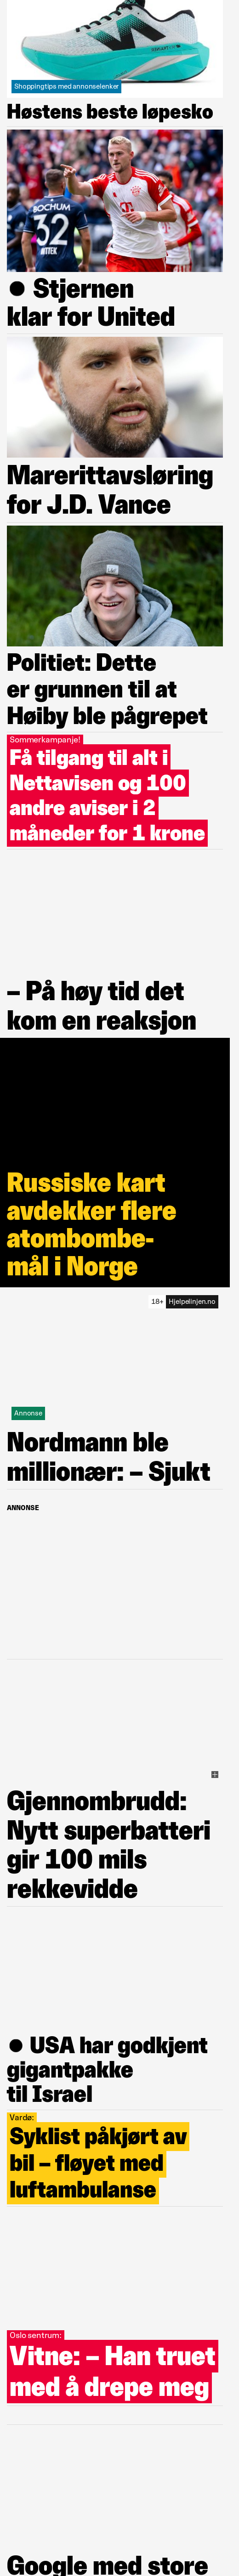 Shoppingtips med annonselenker
Høstens beste løpesko
BOCHUM
32
WITTEK
● Stjernen
klar for United
Marerittavsløring
for J.D. Vance
Politiet: Dette
er grunnen til at
Høiby ble pågrepet
Sommerkampanje!
Få tilgang til alt i
Nettavisen og 100
andre aviser i 2
måneder for 1 krone
– På høy tid det
kom en reaksjon
Russiske kart
avdekker flere
atombombe-
mål i Norge
18+ Hjelpelinjen.no
Annonse
Nordmann ble
millionær: – Sjukt
ANNONSE
Gjennombrudd:
Nytt superbatteri
gir 100 mils
rekkevidde
● USA har godkjent
gigantpakke
til Israel
Vardø:
Syklist påkjørt av
bil – fløyet med
luftambulanse
Oslo sentrum:
Vitne: – Han truet
med å drepe meg
Google med store